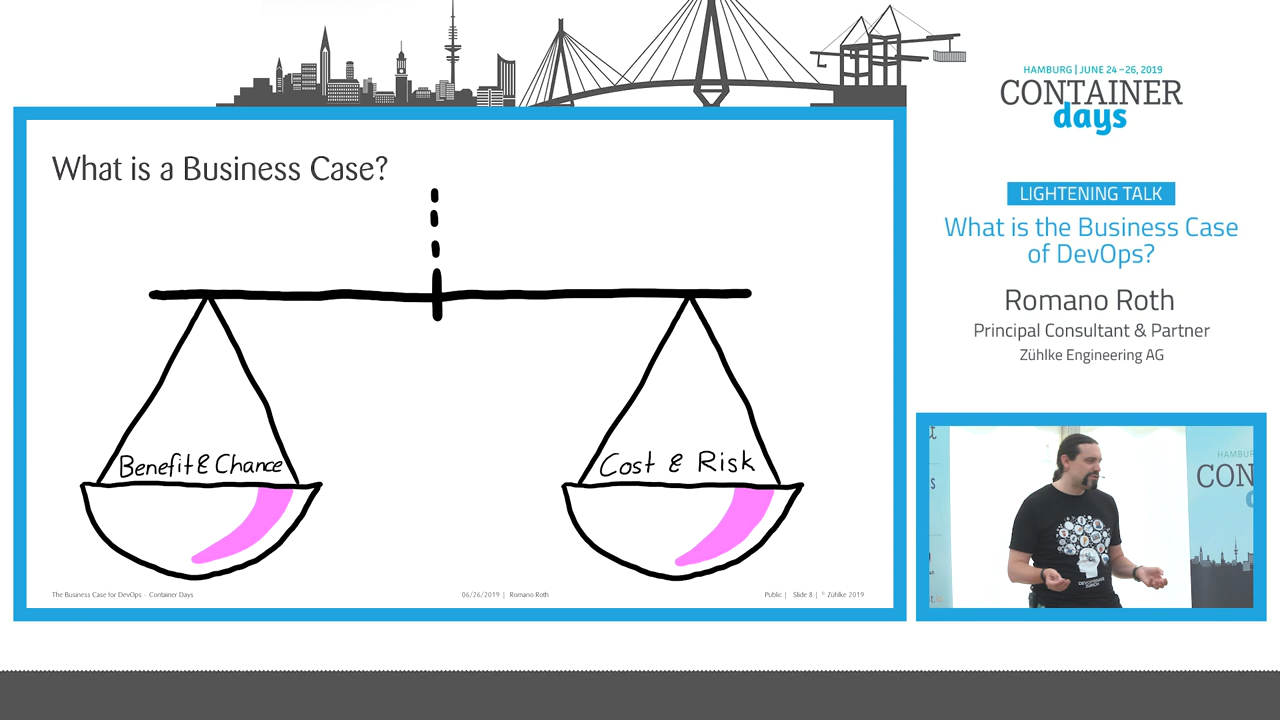 HAMBURG | JUNE 24 – 26, 2019
CONTAINER
days
What is a Business Case?
Benefit & Chance
Cost & Risk
The Business Case for DevOps - Container Days
06/26/2019 | Romano Roth
Public | Slide 8 | © Zühlke 2019
LIGHTENING TALK
What is the Business Case
of DevOps?
Romano Roth
Principal Consultant & Partner
Zühlke Engineering AG
HAMBUR
CON